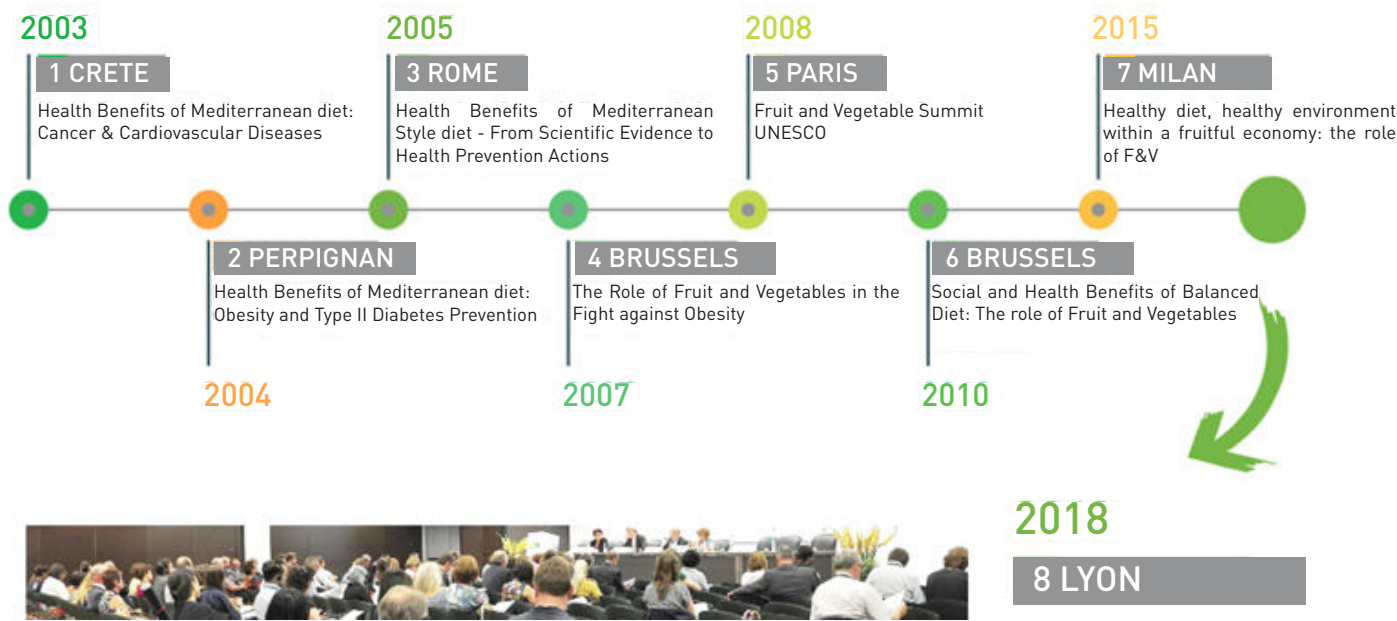 2003
1 CRETE
Health Benefits of Mediterranean diet:
Cancer & Cardiovascular Diseases
2005
3 ROME
Health Benefits of Mediterranean
Style diet - From Scientific Evidence to
Health Prevention Actions
2008
5 PARIS
Fruit and Vegetable Summit
UNESCO
2015
7 MILAN
Healthy diet, healthy environment
within a fruitful economy: the role
of F&V
2 PERPIGNAN
Health Benefits of Mediterranean diet:
Obesity and Type II Diabetes Prevention
2004
4 BRUSSELS
The Role of Fruit and Vegetables in the
Fight against Obesity
2007
6 BRUSSELS
Social and Health Benefits of Balanced
Diet: The role of Fruit and Vegetables
2010
2018
8 LYON